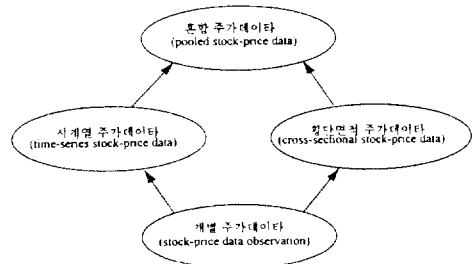 혼합 주가데이타
(pooled stock-price data)
시계열 주가데이타
(time-series stock-price data)
횡단면적 주가데이타
(cross-sectional stock-price data)
개별 주가데이타
(stock-price data observation)